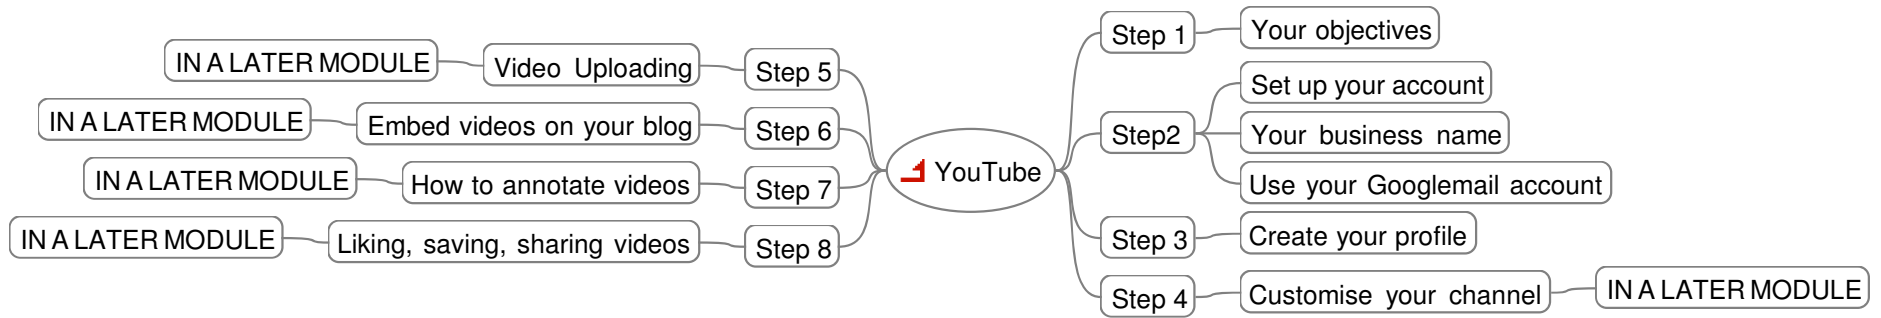 YouTube
Step 1
Your objectives
Step2
Set up your account
Your business name
Use your Googlemail account
Step 3
Create your profile
Step 4
Customise your channel
IN A LATER MODULE
Step 5
Video Uploading
IN A LATER MODULE
Step 6
Embed videos on your blog
IN A LATER MODULE
Step 7
How to annotate videos
IN A LATER MODULE
Step 8
Liking, saving, sharing videos
IN A LATER MODULE